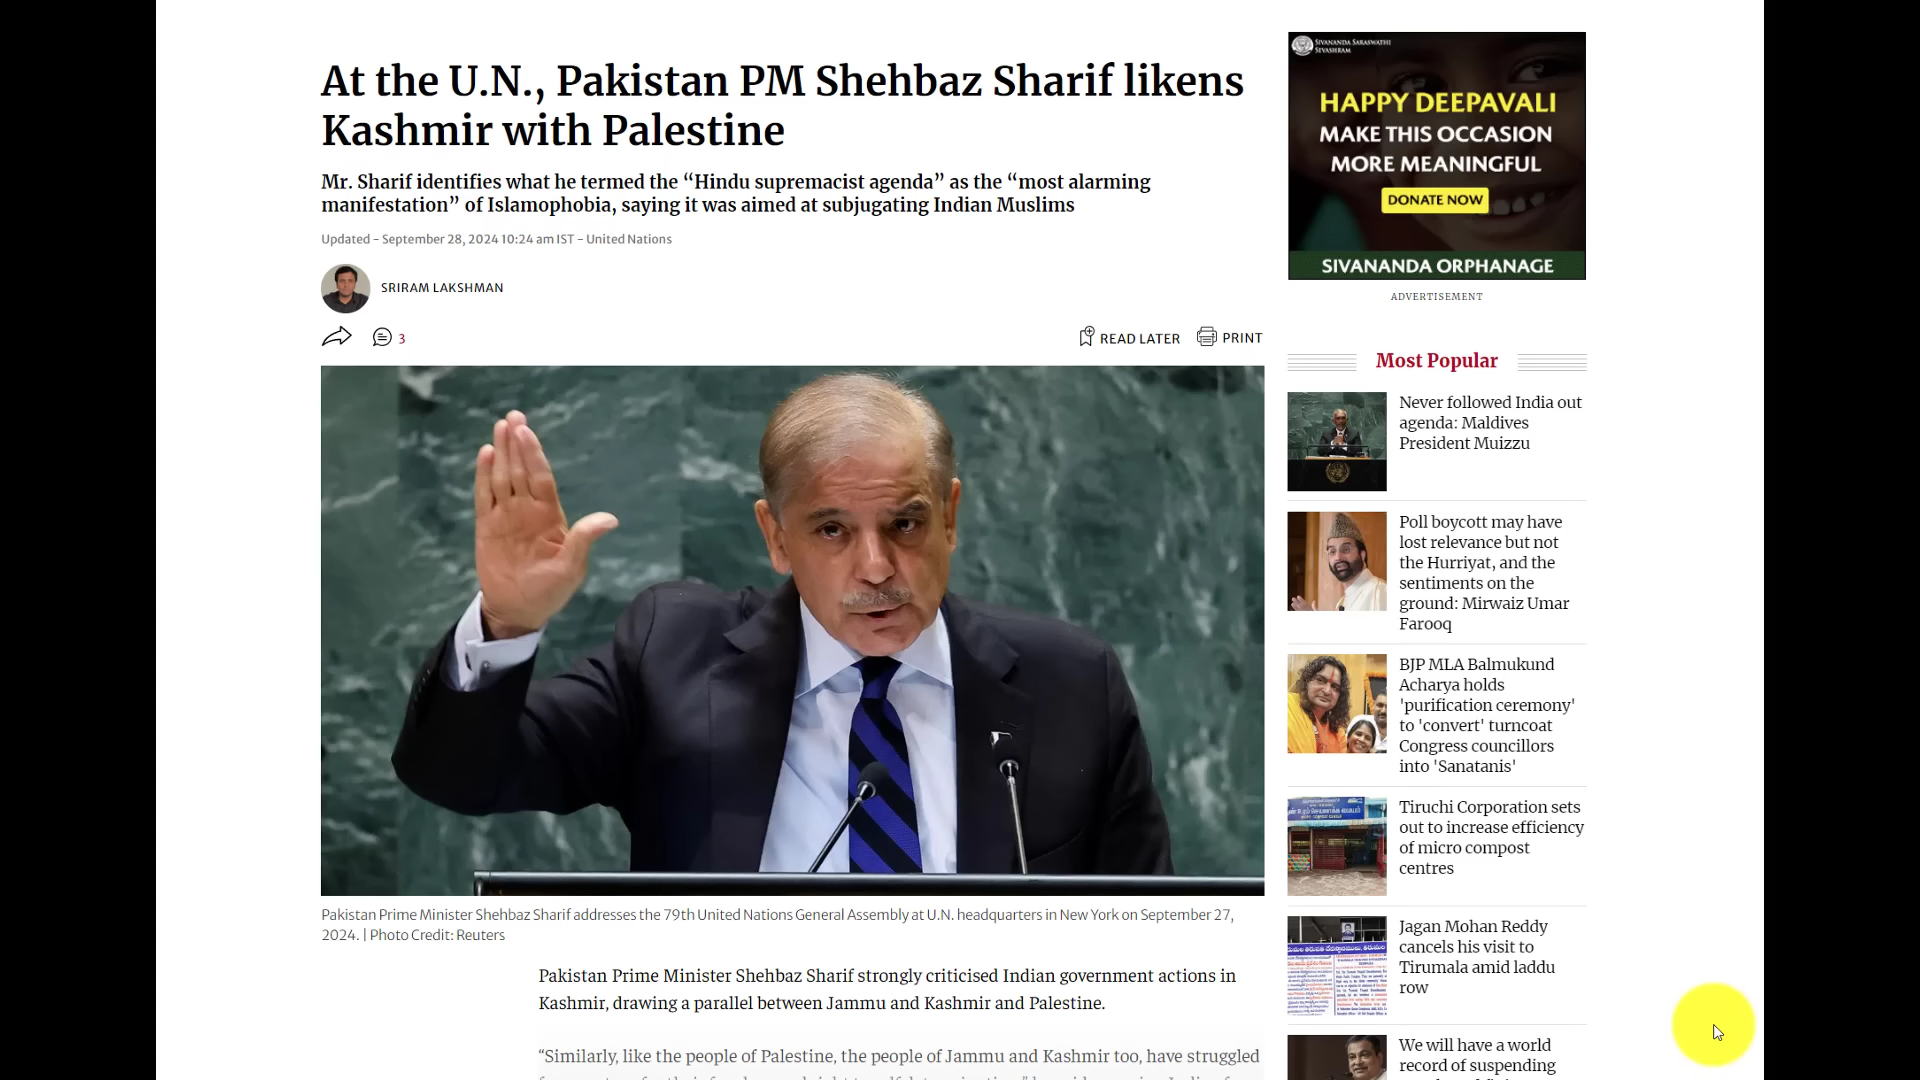 At the U.N., Pakistan PM Shehbaz Sharif likens
Kashmir with Palestine
Mr. Sharif identifies what he termed the “Hindu supremacist agenda” as the “most alarming
manifestation” of Islamophobia, saying it was aimed at subjugating Indian Muslims
Updated - September 28, 2024 10:24 am IST - United Nations
SRIRAM LAKSHMAN
3
READ LATER
PRINT
Pakistan Prime Minister Shehbaz Sharif addresses the 79th United Nations General Assembly at U.N. headquarters in New York on September 27,
2024. | Photo Credit: Reuters
Pakistan Prime Minister Shehbaz Sharif strongly criticised Indian government actions in
Kashmir, drawing a parallel between Jammu and Kashmir and Palestine.
“Similarly, like the people of Palestine, the people of Jammu and Kashmir too, have struggled
SIVANANDA SARASWATHI
SEVASHRAM
HAPPY DEEPAVALI
MAKE THIS OCCASION
MORE MEANINGFUL
DONATE NOW
SIVANANDA ORPHANAGE
ADVERTISEMENT
Most Popular
Never followed India out
agenda: Maldives
President Muizzu
Poll boycott may have
lost relevance but not
the Hurriyat, and the
sentiments on the
ground: Mirwaiz Umar
Farooq
BJP MLA Balmukund
Acharya holds
'purification ceremony'
to 'convert' turncoat
Congress councillors
into 'Sanatanis'
Tiruchi Corporation sets
out to increase efficiency
of micro compost
centres
Jagan Mohan Reddy
cancels his visit to
Tirumala amid laddu
row
We will have a world
record of suspending